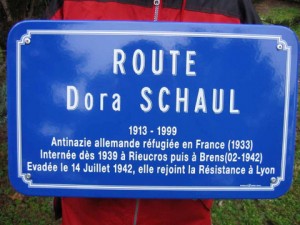 ROUTE
Dora SCHAUL
1913 - 1999
Antinazie allemande réfugiée en France (1933)
Internée dès 1939 à Rieucros puis à Brens(02-1942)
Evadée le 14 Juillet 1942, elle rejoint la Résistance à Lyon